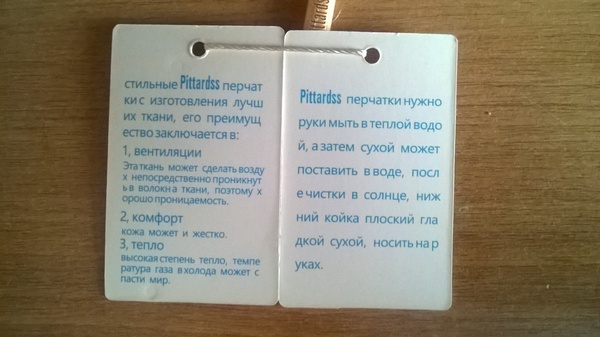 Pittards
стильные Pittardss перчат
ки с изготовления лучш
их ткани, его преимущ
ество заключается в:
1, вентиляции
Эта ткань может сделать возду
х непосредственно проникнут
ь в волокна ткани, поэтому х
орошо проницаемость.
2, комфорт
кожа может и жестко.
3, тепло
высокая степень тепло, темпе
ратура газа в холода может с
пасти мир.
Pittardss перчатки нужно
руки мыть в теплой водо
й, а затем сухой может
поставить в воде, посл
е чистки в солнце, ниж
ний койка плоский гла
дкой сухой, носить на р
уках.